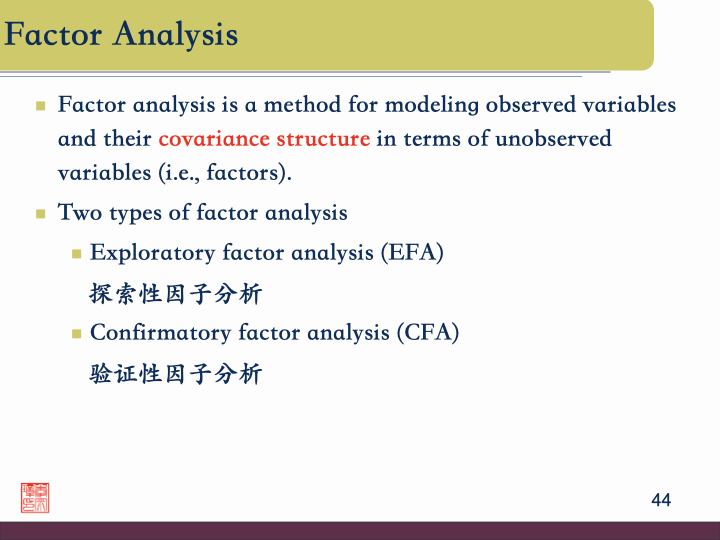 Factor Analysis
Factor analysis is a method for modeling observed variables
and their covariance structure in terms of unobserved
variables (i.e., factors).
Two types of factor analysis
Exploratory factor analysis (EFA)
探索性因子分析
Confirmatory factor analysis (CFA)
验证性因子分析
44